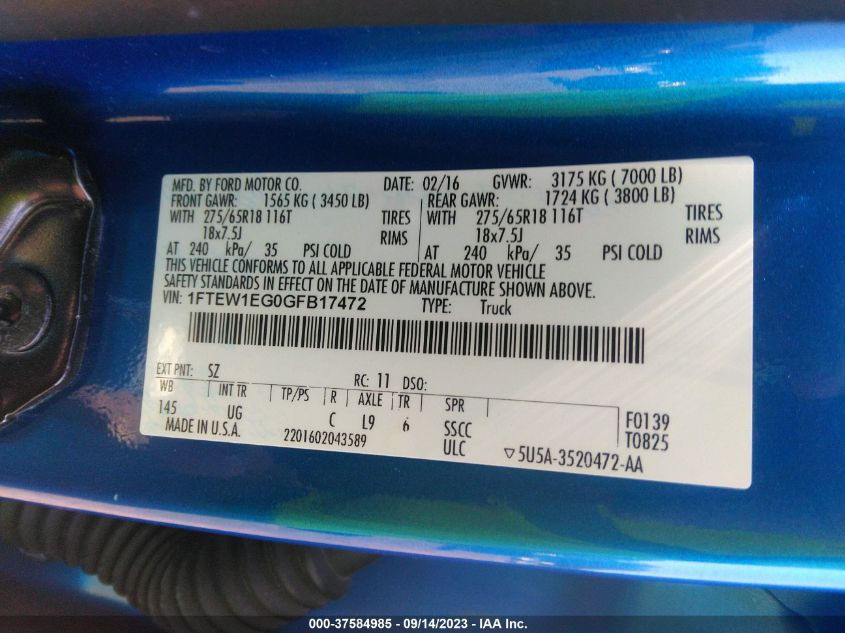 MFD. BY FORD MOTOR CO. DATE: 02/16 GVWR: 3175 KG ( 7000 LB)
FRONT GAWR: 1565 KG ( 3450 LB) REAR GAWR: 1724 KG ( 3800 LB)
WITH 275/65R18 116T TIRES WITH 275/65R18 116T TIRES
18x7.5J RIMS 18x7.5J RIMS
AT 240 kPa/ 35 PSI COLD AT 240 kPa/ 35 PSI COLD
THIS VEHICLE CONFORMS TO ALL APPLICABLE FEDERAL MOTOR VEHICLE
SAFETY STANDARDS IN EFFECT ON THE DATE OF MANUFACTURE SHOWN ABOVE.
VIN: 1FTEW1EG0GFB17472 TYPE: Truck
EXT PNT: SZ RC: 11 DSO:
WB INT TR TP/PS R AXLE TR SPR
145 UG C L9 6 SSCC F0139
MADE IN U.S.A. 2201602043589 ULC T0825
▽5U5A-3520472-AA
000-37584985 - 09/14/2023 - IAA Inc.